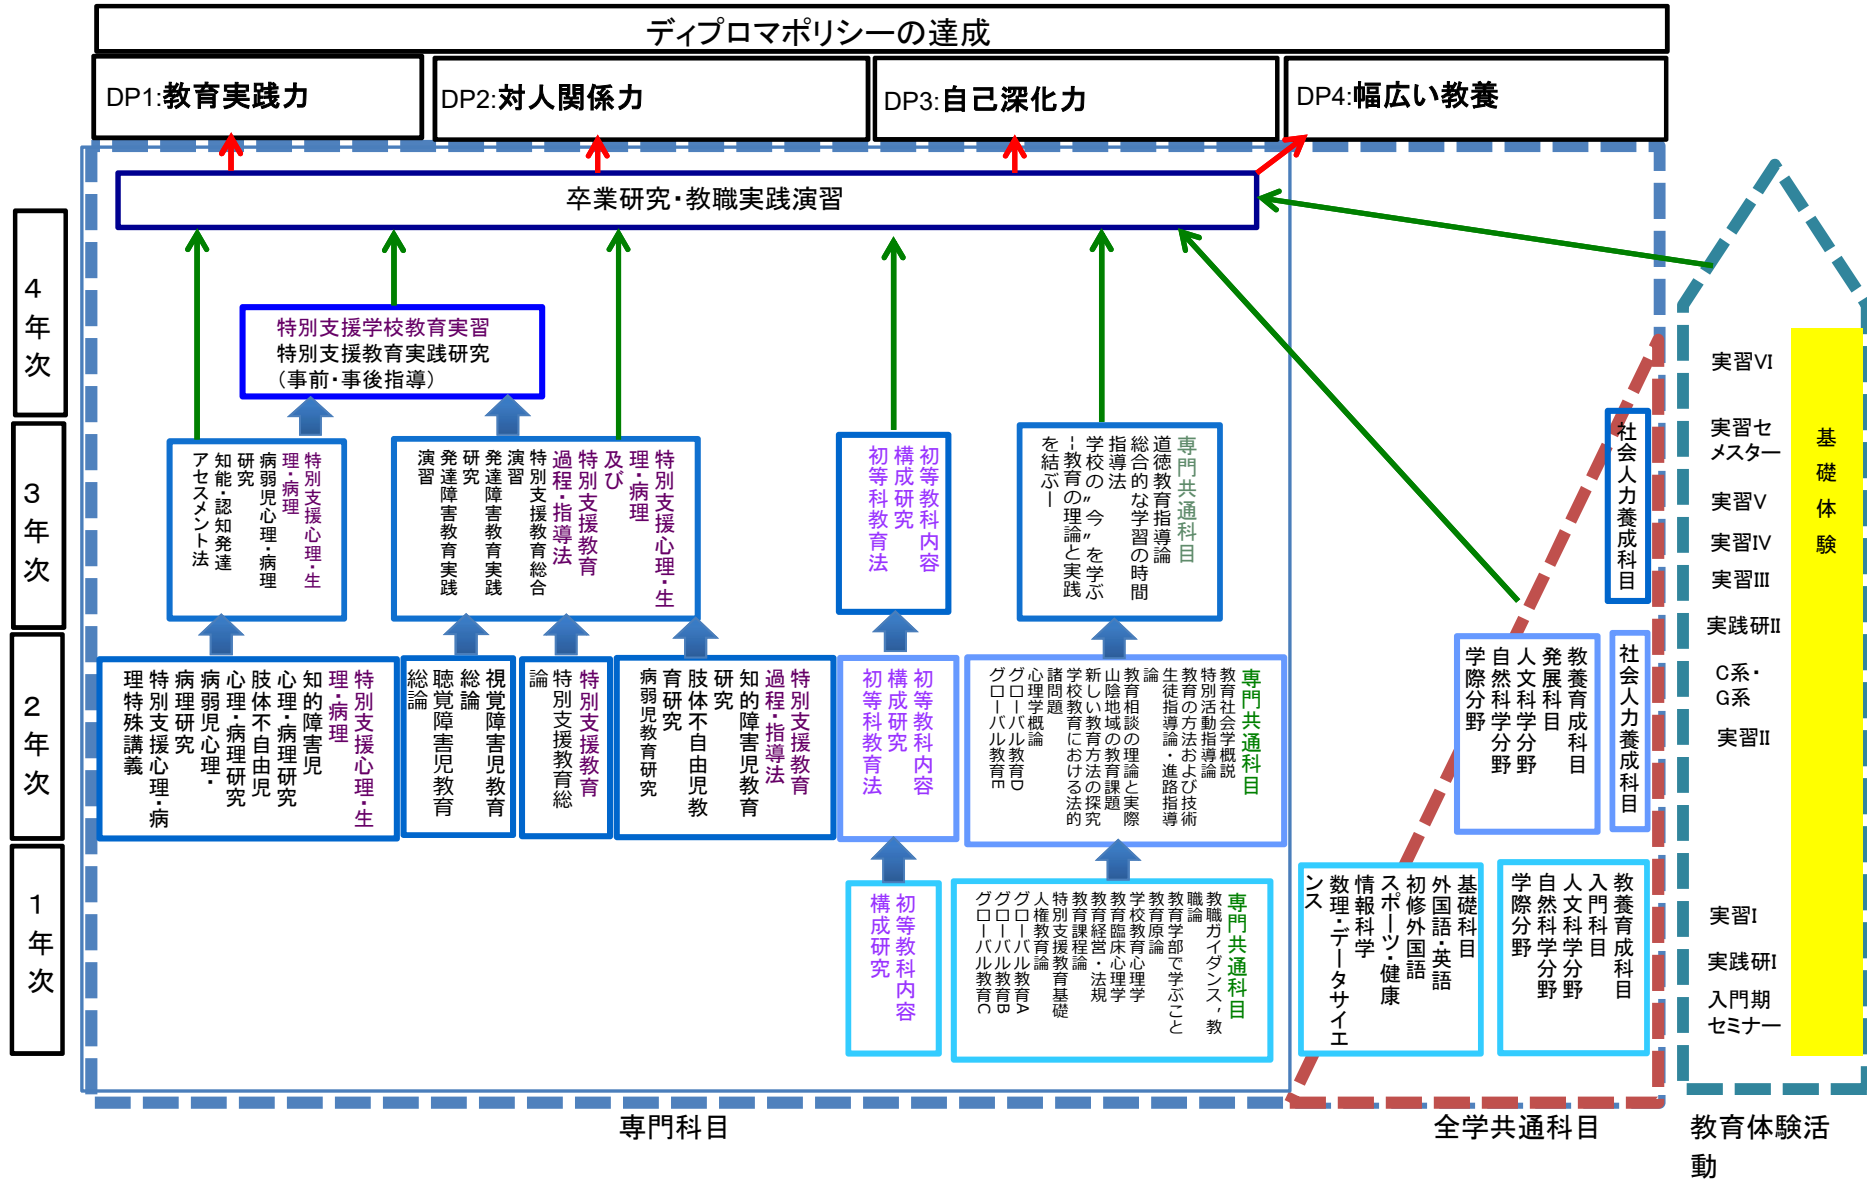 ディプロマポリシーの達成
DP1:教育実践力
DP2:対人関係力
DP3:自己深化力
DP4:幅広い教養
卒業研究・教職実践演習
4年次
特別支援学校教育実習
特別支援教育実践研究
(事前・事後指導)
3年次
特別支援心理・生
理・病理
病弱児心理・病理
研究
知能・認知発達
アセスメント法
特別支援心理・生
理・病理
及び
特別支援教育
過程・指導法
特別支援教育総合
演習
発達障害教育実践
研究
発達障害教育実践
演習
初等教科内容
構成研究
初等科教育法
専門共通科目
道徳教育指導論
総合的な学習の時間
指導法
学校の〃今〃を学ぶ
ー教育の理論と実践
を結ぶー
社会人力養成科目
2年次
特別支援心理・生
理・病理
知的障害児
心理・病理研究
肢体不自由児
心理・病理研究
病弱児心理・
病理研究
特別支援心理・病
理特殊講義
視覚障害児教育
総論
聴覚障害児教育
総論
特別支援教育
特別支援教育総
論
特別支援教育
過程・指導法
知的障害児教育
研究
肢体不自由児教
育研究
病弱児教育研究
初等教科内容
構成研究
初等科教育法
専門共通科目
教育社会学概説
特別活動指導論
教育の方法および技術
生徒指導論・進路指導
論
教育相談の理論と実際
山陰地域の教育課題
新しい教育方法の探究
学校教育における法的
諸問題
心理学概論
グローバル教育D
グローバル教育E
教養育成科目
発展科目
人文科学分野
自然科学分野
学際分野
社会人力養成科目
1年次
初等教科内容
構成研究
専門共通科目
教職ガイダンス,教
職論
教育学部で学ぶこと
教育原論
学校教育心理学
教育臨床心理学
教育経営・法規
教育課程論
特別支援教育基礎
人権教育論
グローバル教育A
グローバル教育B
グローバル教育C
基礎科目
外国語・英語
初修外国語
スポーツ・健康
情報科学
数理・データサイエ
ンス
教養育成科目
入門科目
人文科学分野
自然科学分野
学際分野
実習VI
実習セ
メスター
実習V
実習IV
実習III
実践研II
C系・
G系
実習II
実習I
実践研I
入門期
セミナー
基礎体験
専門科目
全学共通科目
教育体験活
動